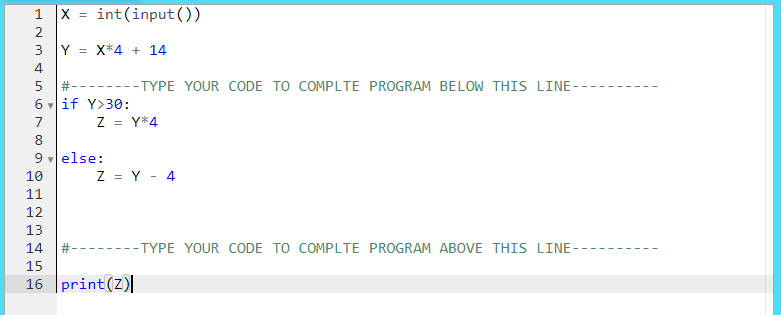 1 X = int(input())
2
3 Y = X*4 + 14
4
5 #--------TYPE YOUR CODE TO COMPLTE PROGRAM BELOW THIS LINE----------
6 if Y>30:
7     Z = Y*4
8
9 else:
10     Z = Y - 4
11
12
13
14 #--------TYPE YOUR CODE TO COMPLTE PROGRAM ABOVE THIS LINE----------
15
16 print(Z)